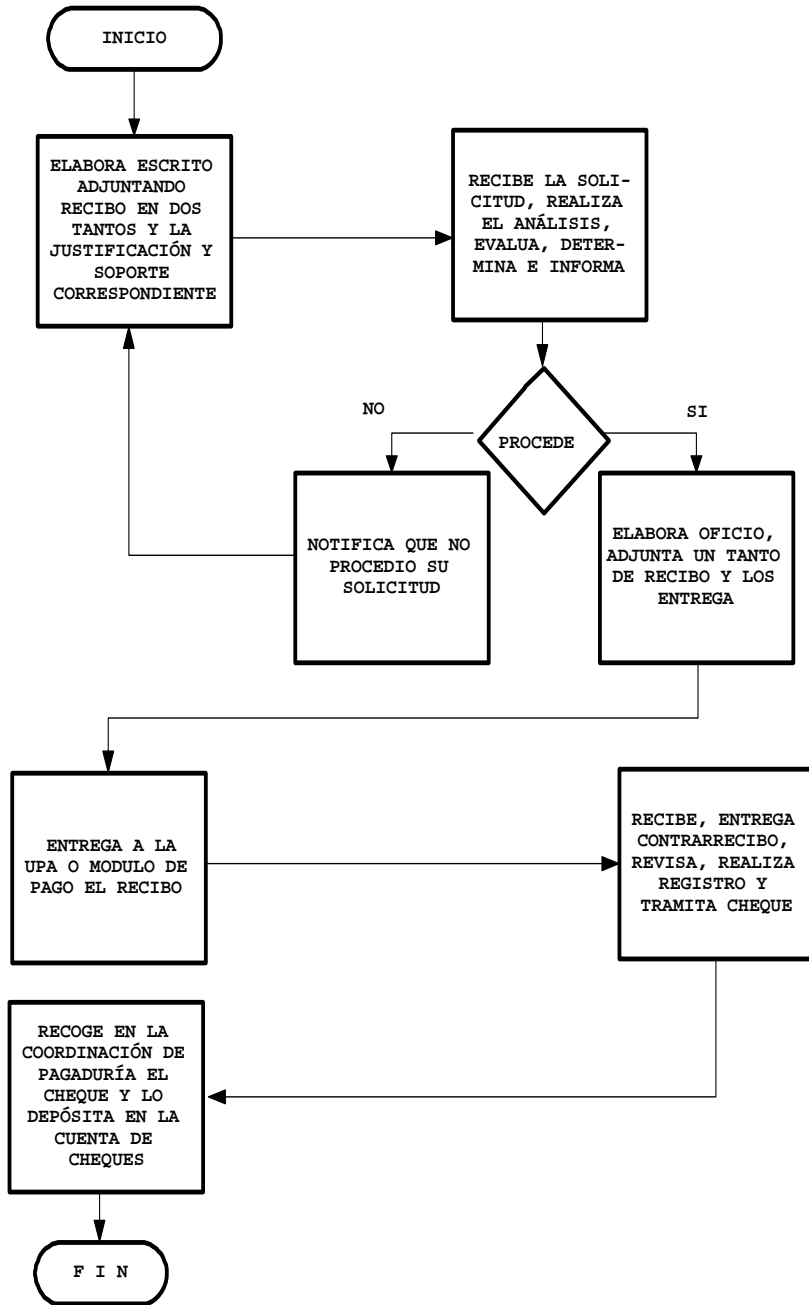 INICIO
ELABORA ESCRITO
ADJUNTANDO
RECIBO EN DOS
TANTOS Y LA
JUSTIFICACIÓN Y
SOPORTE
CORRESPONDIENTE
RECIBE LA SOLI-
CITUD, REALIZA
EL ANÁLISIS,
EVALUA, DETER-
MINA E INFORMA
PROCEDE
NO
SI
NOTIFICA QUE NO
PROCEDIO SU
SOLICITUD
ELABORA OFICIO,
ADJUNTA UN TANTO
DE RECIBO Y LOS
ENTREGA
ENTREGA A LA
UPA O MODULO DE
PAGO EL RECIBO
RECIBE, ENTREGA
CONTRARRECIBO,
REVISA, REALIZA
REGISTRO Y
TRAMITA CHEQUE
RECOGE EN LA
COORDINACIÓN DE
PAGADURÍA EL
CHEQUE Y LO
DEPÓSITA EN LA
CUENTA DE
CHEQUES
F I N